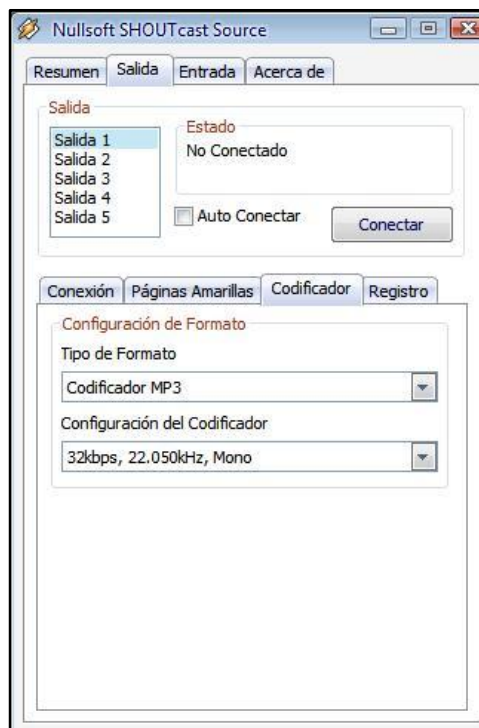 Nullsoft SHOUTcast Source
Resumen Salida Entrada Acerca de
Salida
Salida 1
Salida 2
Salida 3
Salida 4
Salida 5
Estado
No Conectado
Auto Conectar
Conectar
Conexión Páginas Amarillas Codificador Registro
Configuración de Formato
Tipo de Formato
Codificador MP3
Configuración del Codificador
32kbps, 22.050kHz, Mono